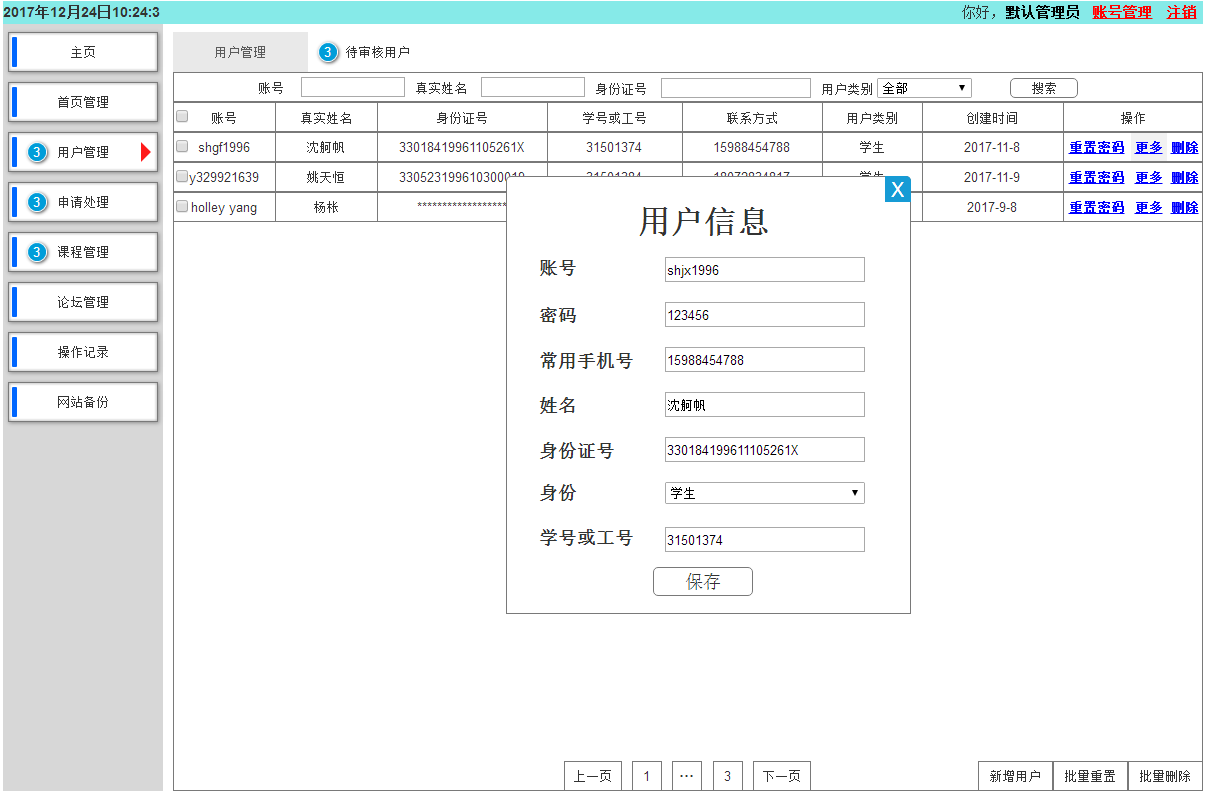 2017年12月24日10:24:3
你好，默认管理员 账号管理 注销
主页
首页管理
3 用户管理
3 申请处理
3 课程管理
论坛管理
操作记录
网站备份
用户管理 3 待审核用户
账号 真实姓名 身份证号 用户类别 全部 搜索
账号 真实姓名 身份证号 学号或工号 联系方式 用户类别 创建时间 操作
shgf1996 沈舸帆 33018419961105261X 31501374 15988454788 学生 2017-11-8 重置密码 更多 删除
y329921639 姚天恒 2017-11-9 重置密码 更多 删除
holley yang 杨枨 ****************** 2017-9-8 重置密码 更多 删除
X
用户信息
账号 shjx1996
密码 123456
常用手机号 15988454788
姓名 沈舸帆
身份证号 330184199611105261X
身份 学生
学号或工号 31501374
保存
上一页 1 ... 3 下一页
新增用户 批量重置 批量删除